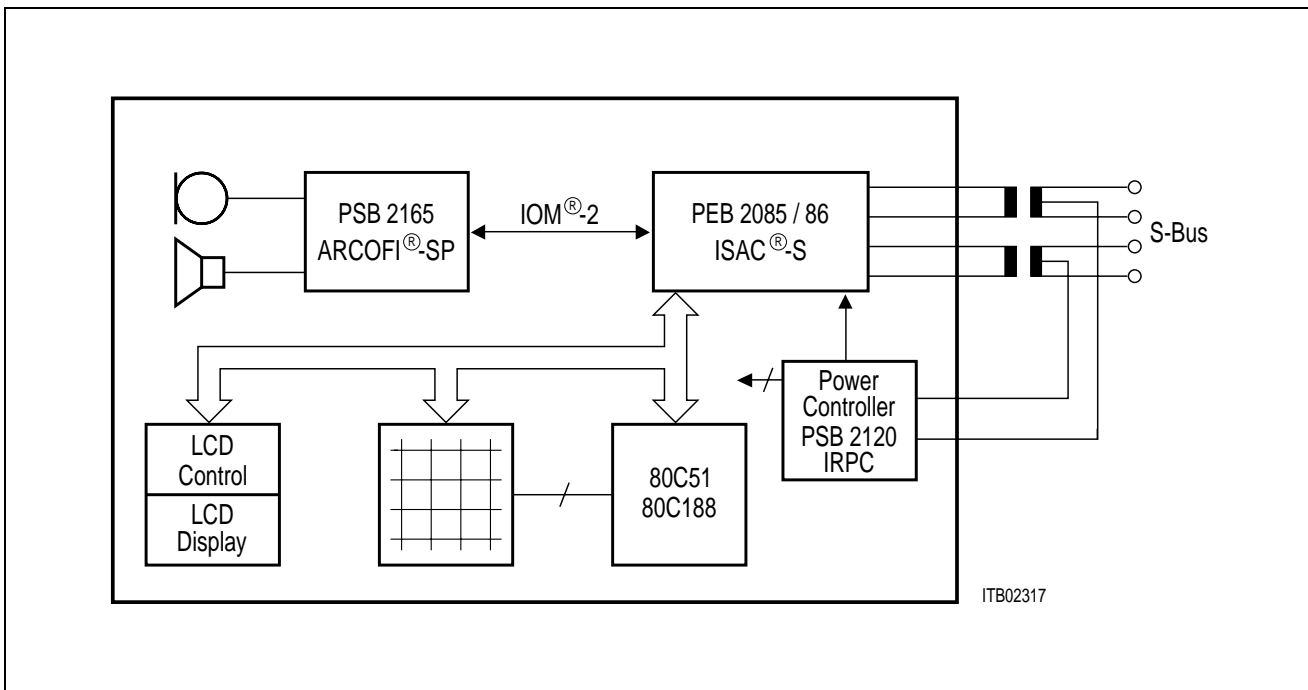 PSB 2165
ARCOFI®-SP
IOM®-2
PEB 2085 / 86
ISAC®-S
S-Bus
Power
Controller
PSB 2120
IRPC
LCD
Control
LCD
Display
80C51
80C188
ITB02317